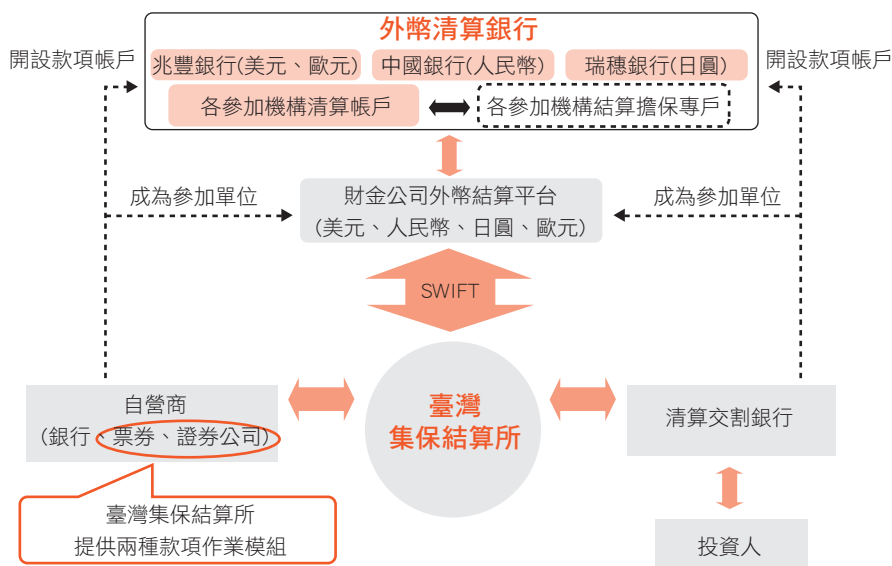 外幣清算銀行
開設款項帳戶
兆豐銀行(美元、歐元)
中國銀行(人民幣)
瑞穗銀行(日圓)
開設款項帳戶
各參加機構清算帳戶
各參加機構結算擔保專戶
成為參加單位
財金公司外幣結算平台
(美元、人民幣、日圓、歐元)
成為參加單位
SWIFT
自營商
(銀行、票券、證券公司)
臺灣
集保結算所
清算交割銀行
臺灣集保結算所
提供兩種款項作業模組
投資人